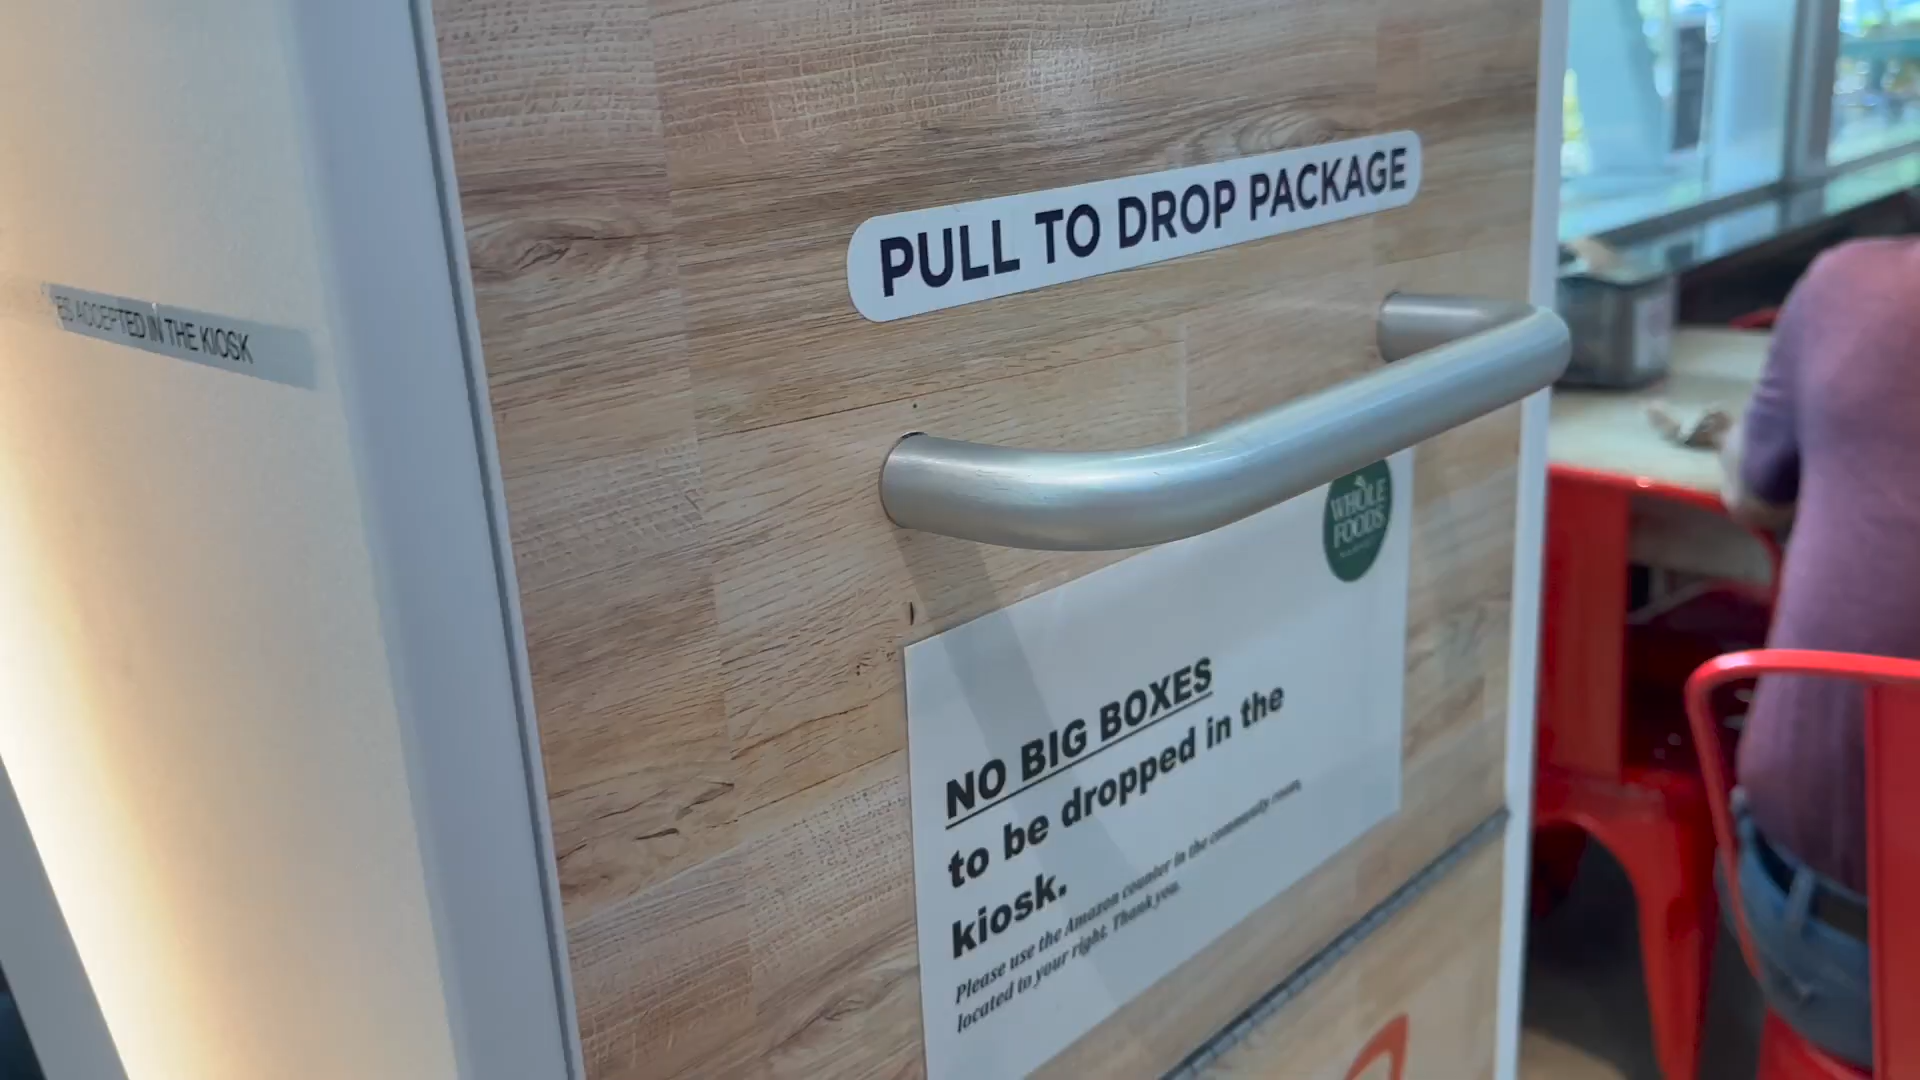 ACCEPTED IN THE KIOSK
PULL TO DROP PACKAGE
WHOLE
FOODS
NO BIG BOXES
to be dropped in the
kiosk.
Please use the Amazon counter in the community room,
located to your right. Thank you.